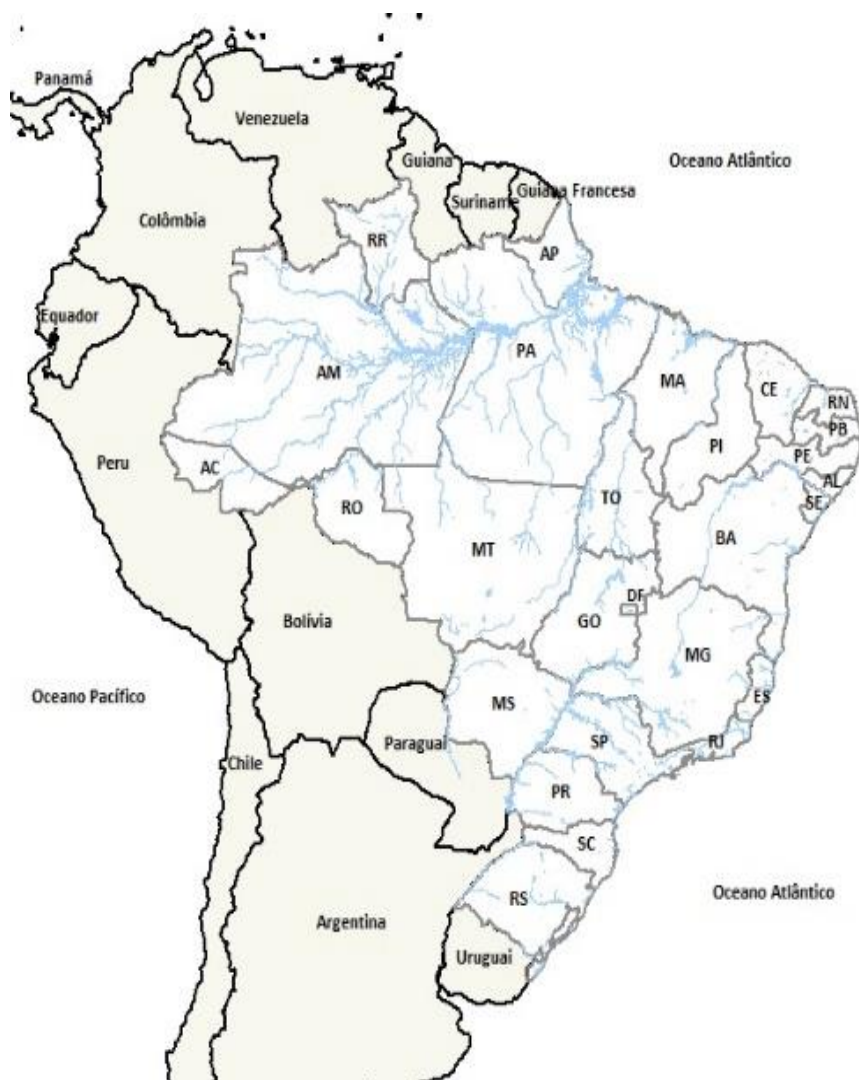 Panamá
Venezuela
Guiana
Oceano Atlântico
Suriname
Guiana Francesa
Colômbia
RR
AP
Equador
AM
PA
MA
CE
RN
PB
PI
PE
AL
SE
Peru
AC
RO
TO
BA
MT
DF
GO
Bolívia
MG
Oceano Pacífico
ES
MS
SP
RJ
Paraguai
Chile
PR
SC
Oceano Atlântico
RS
Argentina
Uruguai